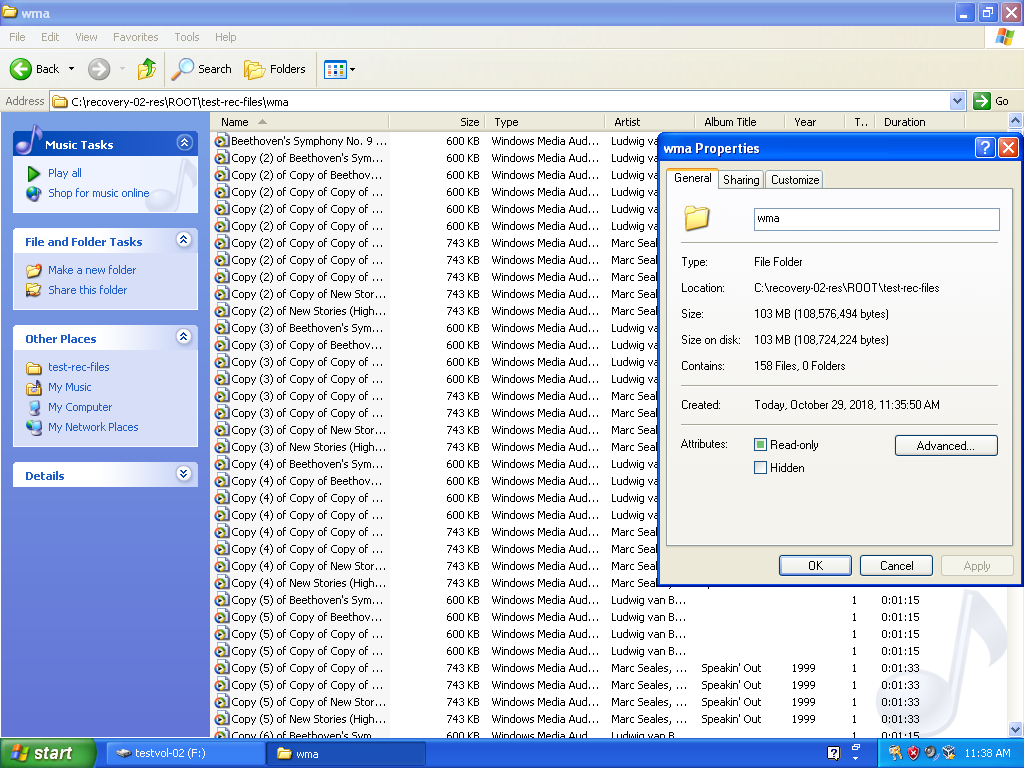 wma
File Edit View Favorites Tools Help
Back Search Folders
Address C:\recovery-02-res\ROOT\test-rec-files\wma Go
Music Tasks
Play all
Shop for music online
File and Folder Tasks
Make a new folder
Share this folder
Other Places
test-rec-files
My Music
My Computer
My Network Places
Details
Name Size Type Artist Album Title Year T... Duration
Beethoven's Symphony No. 9 ... 600 KB Windows Media Aud... Ludwig va
Copy (2) of Beethoven's Sym... 600 KB Windows Media Aud... Ludwig va
Copy (2) of Copy of Beethov... 600 KB Windows Media Aud... Ludwig va
Copy (2) of Copy of Copy of ... 600 KB Windows Media Aud... Ludwig va
Copy (2) of Copy of Copy of ... 600 KB Windows Media Aud... Ludwig va
Copy (2) of Copy of Copy of ... 600 KB Windows Media Aud... Ludwig va
Copy (2) of Copy of Copy of ... 743 KB Windows Media Aud... Marc Seal
Copy (2) of Copy of Copy of ... 743 KB Windows Media Aud... Marc Seal
Copy (2) of Copy of Copy of ... 743 KB Windows Media Aud... Marc Seal
Copy (2) of Copy of New Stor... 743 KB Windows Media Aud... Marc Seal
Copy (2) of New Stories (High... 743 KB Windows Media Aud... Marc Seal
Copy (3) of Beethoven's Sym... 600 KB Windows Media Aud... Ludwig va
Copy (3) of Copy of Beethov... 600 KB Windows Media Aud... Ludwig va
Copy (3) of Copy of Copy of ... 600 KB Windows Media Aud... Ludwig va
Copy (3) of Copy of Copy of ... 600 KB Windows Media Aud... Ludwig va
Copy (3) of Copy of Copy of ... 743 KB Windows Media Aud... Marc Seal
Copy (3) of Copy of Copy of ... 743 KB Windows Media Aud... Marc Seal
Copy (3) of Copy of New Stor... 743 KB Windows Media Aud... Marc Seal
Copy (3) of New Stories (High... 743 KB Windows Media Aud... Marc Seal
Copy (4) of Beethoven's Sym... 600 KB Windows Media Aud... Ludwig va
Copy (4) of Copy of Beethov... 600 KB Windows Media Aud... Ludwig va
Copy (4) of Copy of Copy of ... 600 KB Windows Media Aud... Ludwig va
Copy (4) of Copy of Copy of ... 600 KB Windows Media Aud... Ludwig va
Copy (4) of Copy of Copy of ... 743 KB Windows Media Aud... Marc Seal
Copy (4) of Copy of Copy of ... 743 KB Windows Media Aud... Marc Seal
Copy (4) of Copy of New Stor... 743 KB Windows Media Aud... Marc Seal
Copy (4) of New Stories (High... 743 KB Windows Media Aud... Marc Seal
Copy (5) of Beethoven's Sym... 600 KB Windows Media Aud... Ludwig van B... 1 0:01:15
Copy (5) of Copy of Beethov... 600 KB Windows Media Aud... Ludwig van B... 1 0:01:15
Copy (5) of Copy of Copy of ... 600 KB Windows Media Aud... Ludwig van B... 1 0:01:15
Copy (5) of Copy of Copy of ... 600 KB Windows Media Aud... Ludwig van B... 1 0:01:15
Copy (5) of Copy of Copy of ... 743 KB Windows Media Aud... Marc Seales, ... Speakin' Out 1999 1 0:01:33
Copy (5) of Copy of Copy of ... 743 KB Windows Media Aud... Marc Seales, ... Speakin' Out 1999 1 0:01:33
Copy (5) of Copy of New Stor... 743 KB Windows Media Aud... Marc Seales, ... Speakin' Out 1999 1 0:01:33
Copy (5) of New Stories (High... 743 KB Windows Media Aud... Marc Seales, ... Speakin' Out 1999 1 0:01:33
Copy (6) of Beethoven's Sym... 600 KB Windows Media Aud... Ludwig van B... 1 0:01:15
wma Properties
General Sharing Customize
wma
Type: File Folder
Location: C:\recovery-02-res\ROOT\test-rec-files
Size: 103 MB (108,576,494 bytes)
Size on disk: 103 MB (108,724,224 bytes)
Contains: 158 Files, 0 Folders
Created: Today, October 29, 2018, 11:35:50 AM
Attributes: Read-only Advanced...
Hidden
OK Cancel Apply
start testvol-02 (F:) wma 11:38 AM